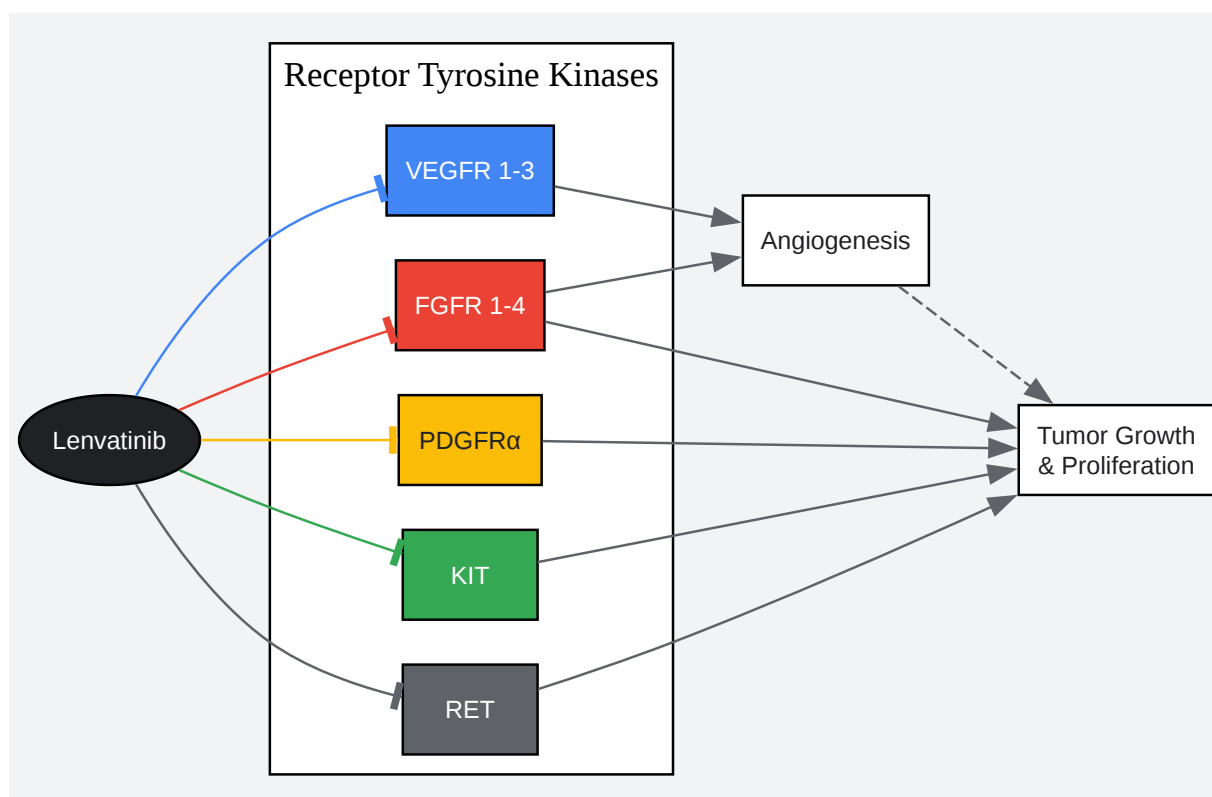 Receptor Tyrosine Kinases
VEGFR 1-3
Angiogenesis
FGFR 1-4
Lenvatinib
PDGFRα
Tumor Growth
& Proliferation
KIT
RET